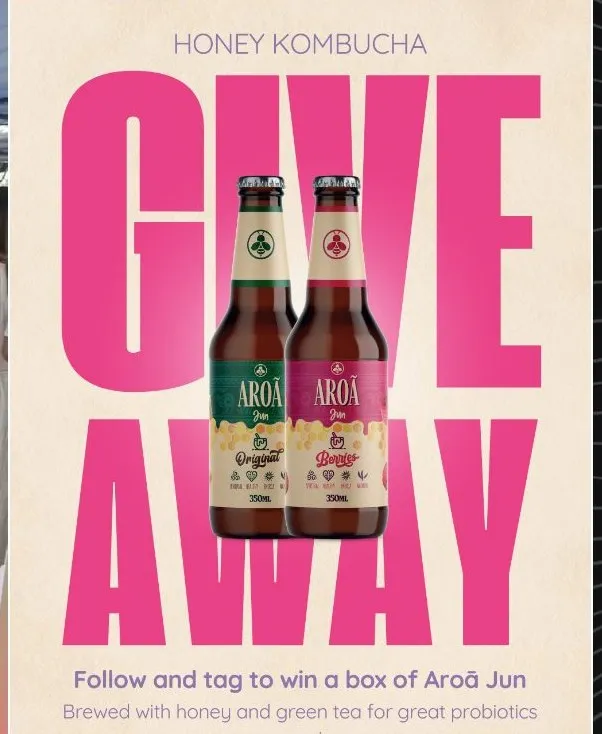 HONEY KOMBUCHA
GIVE
AWAY
AROÃ
Jun
Original
350ML
AROÃ
Jun
Berries
350ML
Follow and tag to win a box of Aroã Jun
Brewed with honey and green tea for great probiotics